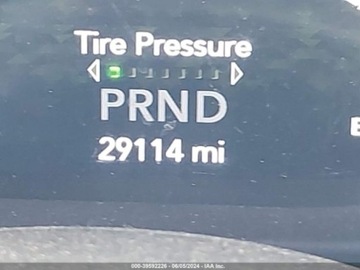 Tire Pressure
PRND
29114 mi
E
000-39892226 - 06/05/2024 - IAA Inc.